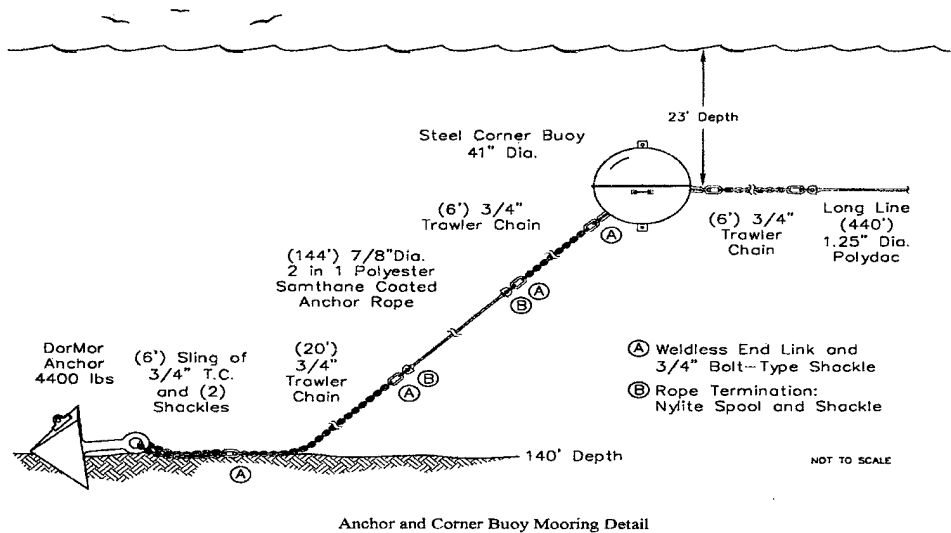 23' Depth
Steel Corner Buoy
41" Dia.
(6') 3/4"
Trawler Chain
A
(6') 3/4"
Trawler
Chain
Long Line
(440')
1.25" Dia.
Polydac
(144') 7/8"Dia.
2 in 1 Polyester
Samthane Coated
Anchor Rope
A
B
DorMor
Anchor
4400 lbs
(6') Sling of
3/4" T.C.
and (2)
Shackles
(20')
3/4"
Trawler
Chain
B
A
A Weldless End Link and
3/4" Bolt-Type Shackle
B Rope Termination:
Nylite Spool and Shackle
140' Depth
A
NOT TO SCALE
Anchor and Corner Buoy Mooring Detail